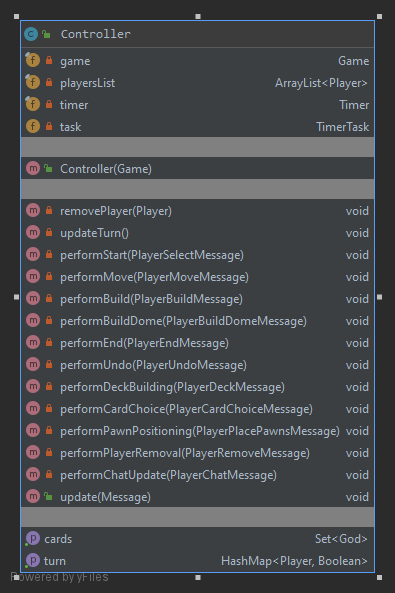 Controller
game Game
playersList ArrayList<Player>
timer Timer
task TimerTask
Controller(Game)
removePlayer(Player) void
updateTurn() void
performStart(PlayerSelectMessage) void
performMove(PlayerMoveMessage) void
performBuild(PlayerBuildMessage) void
performBuildDome(PlayerBuildDomeMessage) void
performEnd(PlayerEndMessage) void
performUndo(PlayerUndoMessage) void
performDeckBuilding(PlayerDeckMessage) void
performCardChoice(PlayerCardChoiceMessage) void
performPawnPositioning(PlayerPlacePawnsMessage) void
performPlayerRemoval(PlayerRemoveMessage) void
performChatUpdate(PlayerChatMessage) void
update(Message) void
cards Set<God>
turn HashMap<Player, Boolean>
Powered by yFiles